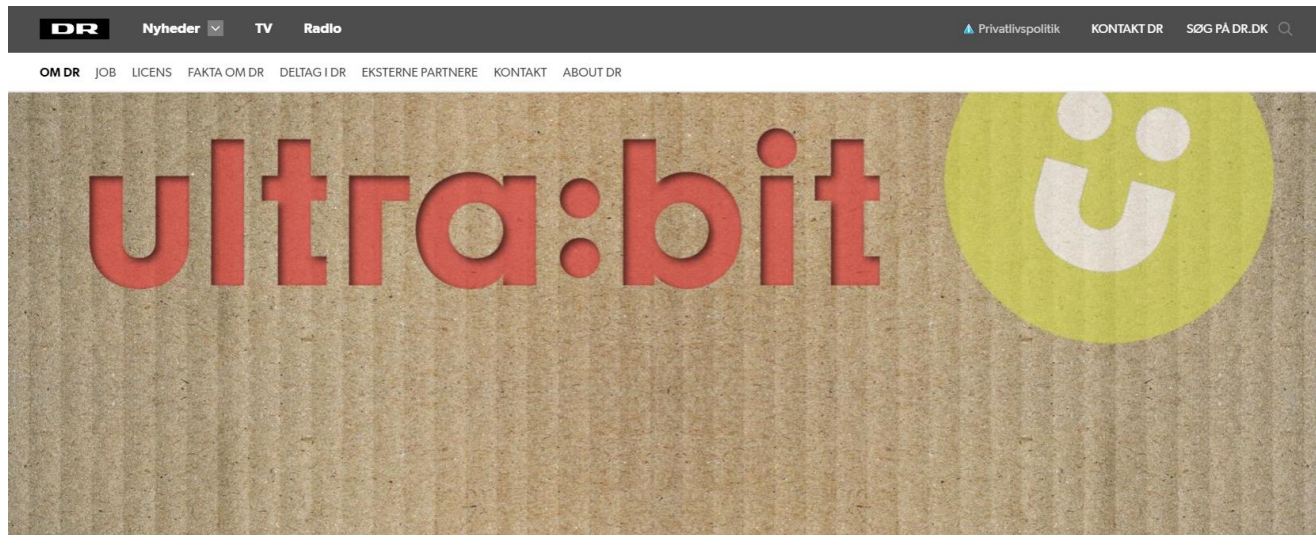 DR Nyheder TV Radio Privatlivspolitik KONTAKT DR SØG PÅ DR.DK
OM DR JOB LICENS FAKTA OM DR DELTAG I DR EKSTERNE PARTNERE KONTAKT ABOUT DR
ultra:bit